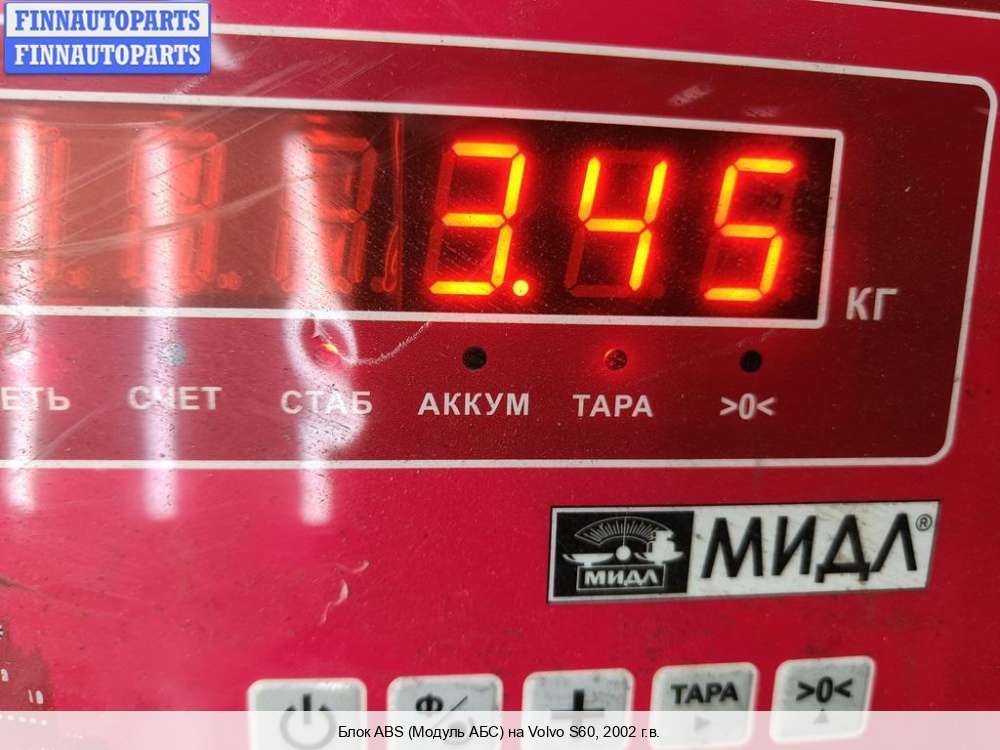 FINNAUTOPARTS
FINNAUTOPARTS
3.45
КГ
СЧЕТ
СТАБ
АККУМ
ТАРА
>0<
МИДЛ
МИДЛ®
ТАРА
>0<
Блок ABS (Модуль АБС) на Volvo S60, 2002 г.в.